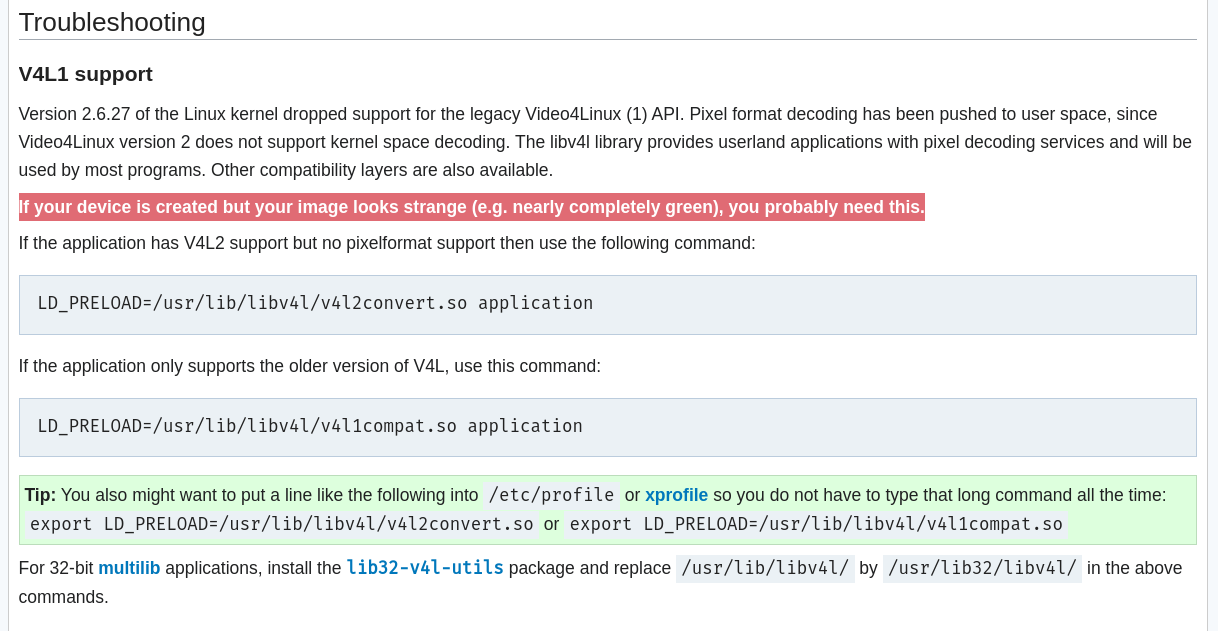 Troubleshooting
V4L1 support
Version 2.6.27 of the Linux kernel dropped support for the legacy Video4Linux (1) API. Pixel format decoding has been pushed to user space, since
Video4Linux version 2 does not support kernel space decoding. The libv4l library provides userland applications with pixel decoding services and will be
used by most programs. Other compatibility layers are also available.
If your device is created but your image looks strange (e.g. nearly completely green), you probably need this.
If the application has V4L2 support but no pixelformat support then use the following command:
LD_PRELOAD=/usr/lib/libv4l/v4l2convert.so application
If the application only supports the older version of V4L, use this command:
LD_PRELOAD=/usr/lib/libv4l/v4l1compat.so application
Tip: You also might want to put a line like the following into /etc/profile or xprofile so you do not have to type that long command all the time:
export LD_PRELOAD=/usr/lib/libv4l/v4l2convert.so or export LD_PRELOAD=/usr/lib/libv4l/v4l1compat.so
For 32-bit multilib applications, install the lib32-v4l-utils package and replace /usr/lib/libv4l/ by /usr/lib32/libv4l/ in the above
commands.